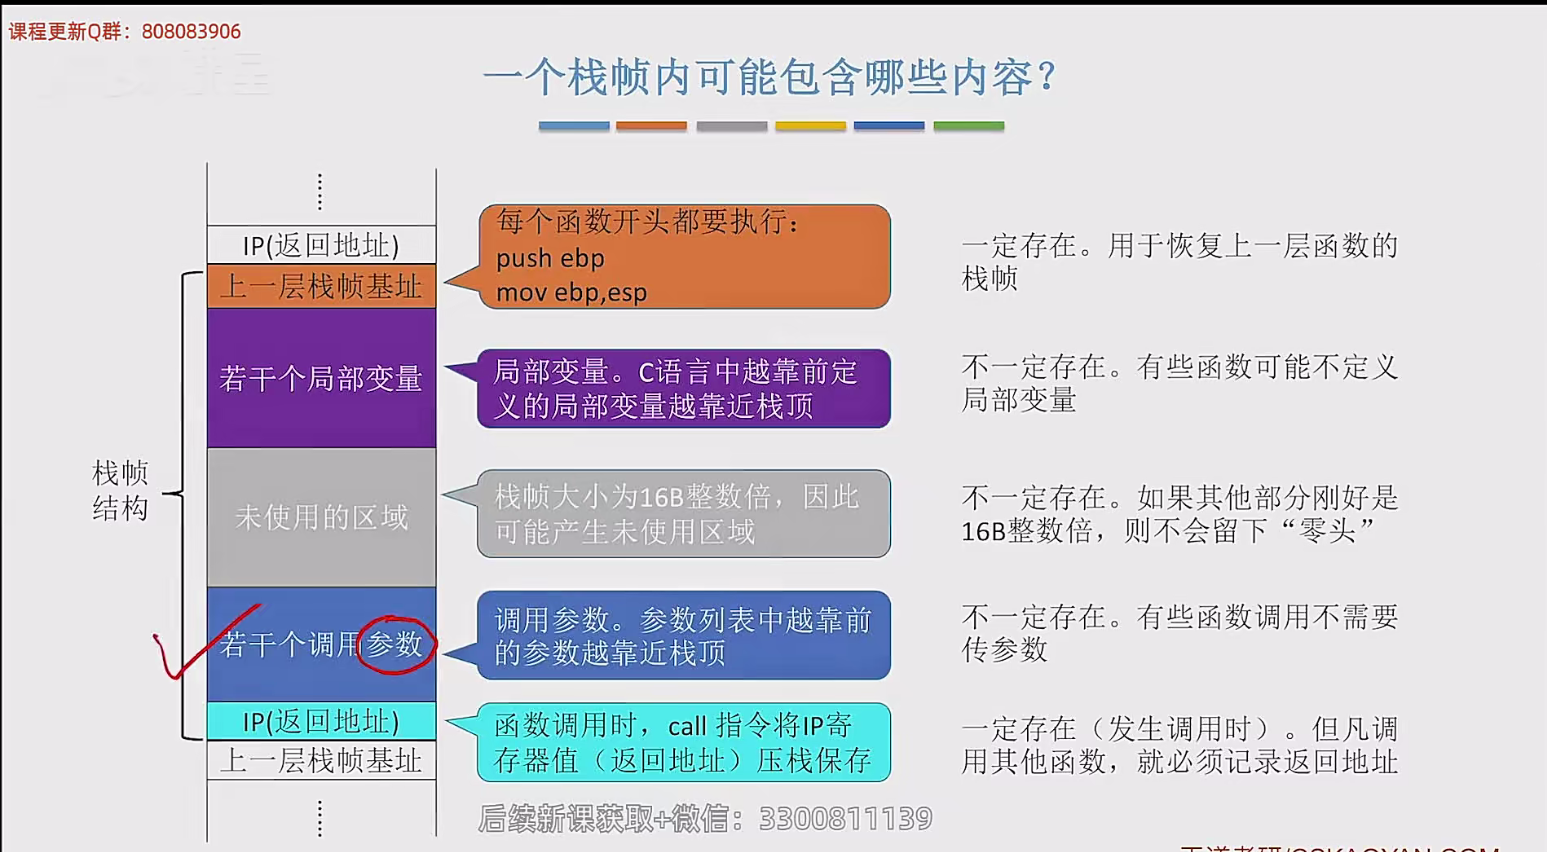 课程更新Q群：808083906
一个栈帧内可能包含哪些内容？
IP(返回地址)
上一层栈帧基址
若干个局部变量
未使用的区域
若干个调用参数
IP(返回地址)
上一层栈帧基址
栈帧
结构
每个函数开头都要执行：
push ebp
mov ebp,esp
一定存在。用于恢复上一层函数的
栈帧
局部变量。C语言中越靠前定
义的局部变量越靠近栈顶
不一定存在。有些函数可能不定义
局部变量
栈帧大小为16B整数倍，因此
可能产生未使用区域
不一定存在。如果其他部分刚好是
16B整数倍，则不会留下“零头”
调用参数。参数列表中越靠前
的参数越靠近栈顶
不一定存在。有些函数调用不需要
传参数
函数调用时，call 指令将IP寄
存器值（返回地址）压栈保存
一定存在（发生调用时）。但凡调
用其他函数，就必须记录返回地址
后续新课获取+微信：3300811139